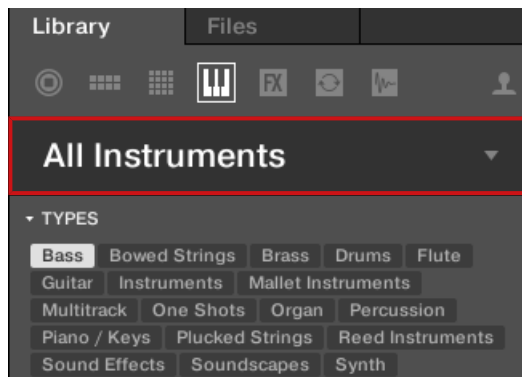 Library Files
FX
All Instruments
TYPES
Bass Bowed Strings Brass Drums Flute
Guitar Instruments Mallet Instruments
Multitrack One Shots Organ Percussion
Piano / Keys Plucked Strings Reed Instruments
Sound Effects Soundscapes Synth